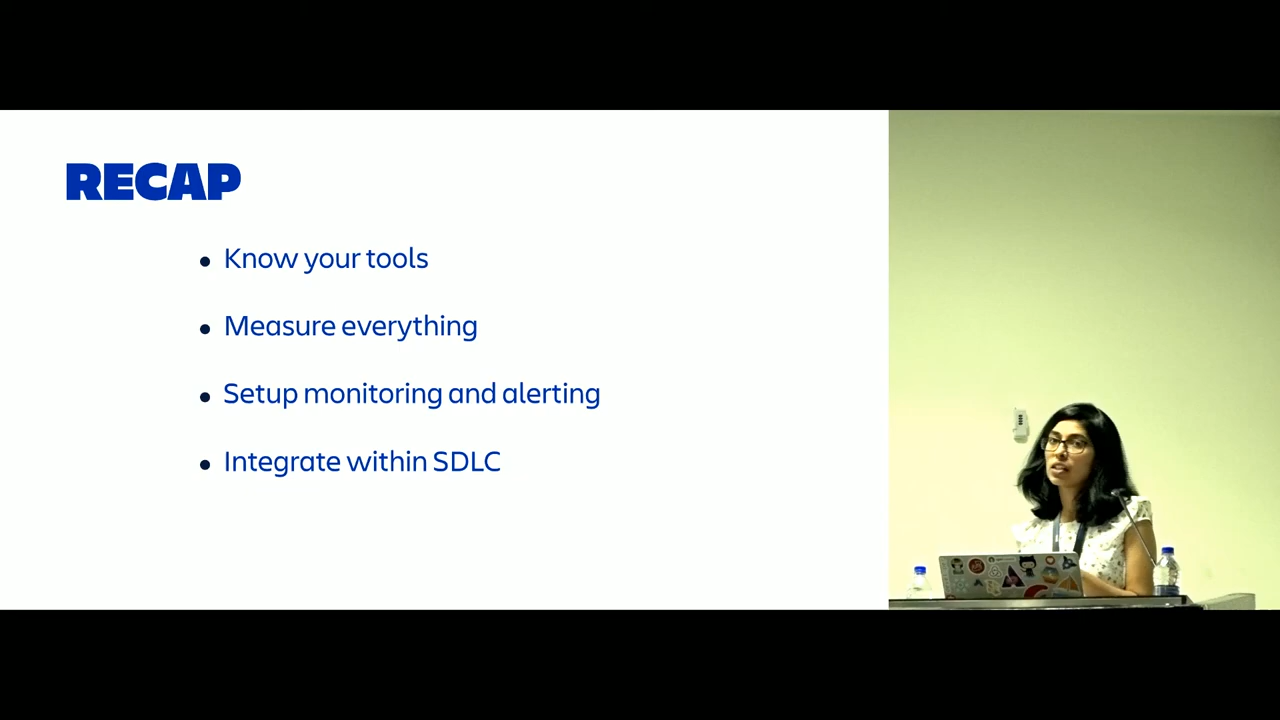 RECAP
Know your tools
Measure everything
Setup monitoring and alerting
Integrate within SDLC